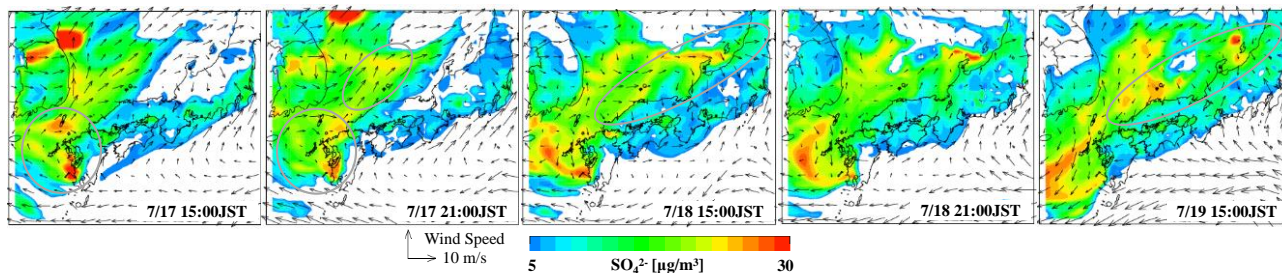 7/17 15:00JST
7/17 21:00JST
7/18 15:00JST
7/18 21:00JST
7/19 15:00JST
Wind Speed
10 m/s
5
SO₄²⁻ [µg/m³]
30